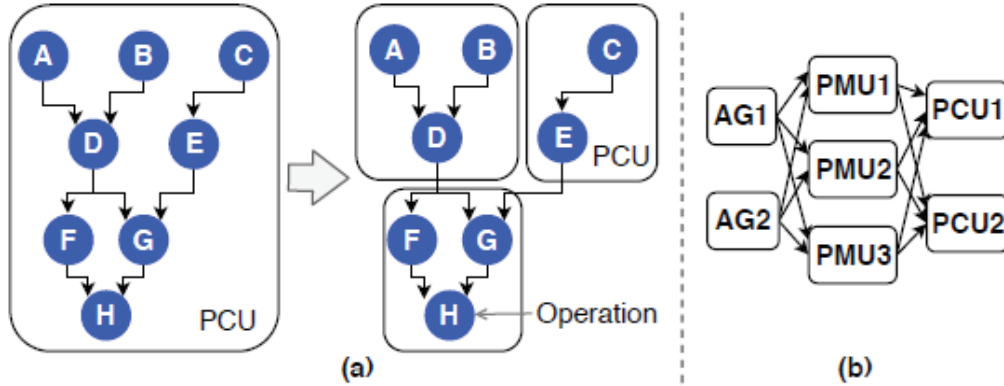 A B C
D E
F G
H
PCU
A B C
D E
PCU
F G
H Operation
(a)
AG1
AG2
PMU1
PMU2
PMU3
PCU1
PCU2
(b)